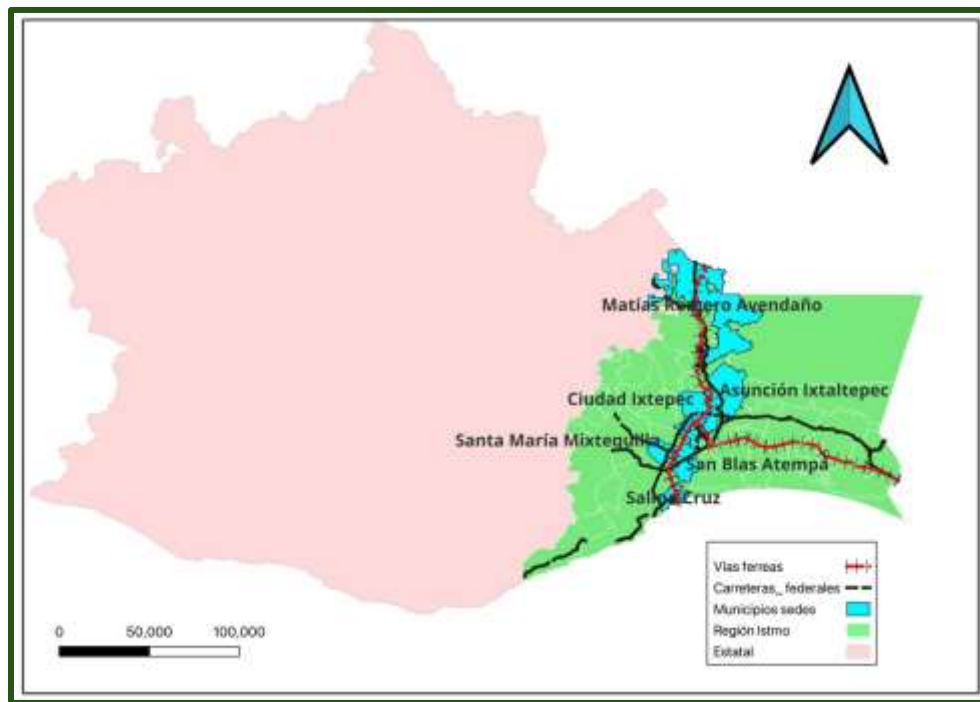 Matías Romero Avendaño
Asunción Ixtaltepec
Ciudad Ixtepec
Santa María Mixtequilla
San Blas Atempa
Salina Cruz
Vías ferreas
Carreteras_ federales
Municipios sedes
Región Istmo
Estatal
0 50,000 100,000